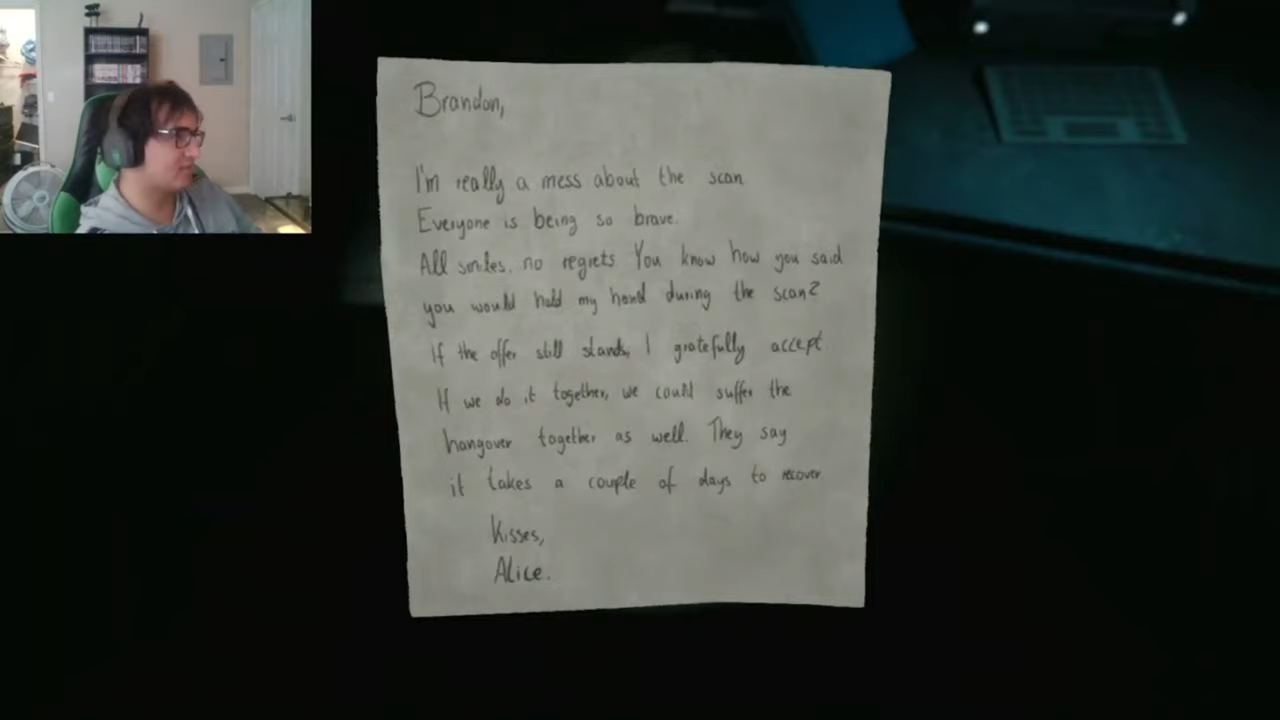 Brandon,
I'm really a mess about the scan
Everyone is being so brave.
All smiles, no regrets. You know how you said
you would hold my hand during the scan?
If the offer still stands, I gratefully accept.
If we do it together, we could suffer the
hangover together as well. They say
it takes a couple of days to recover
Kisses,
Alice.